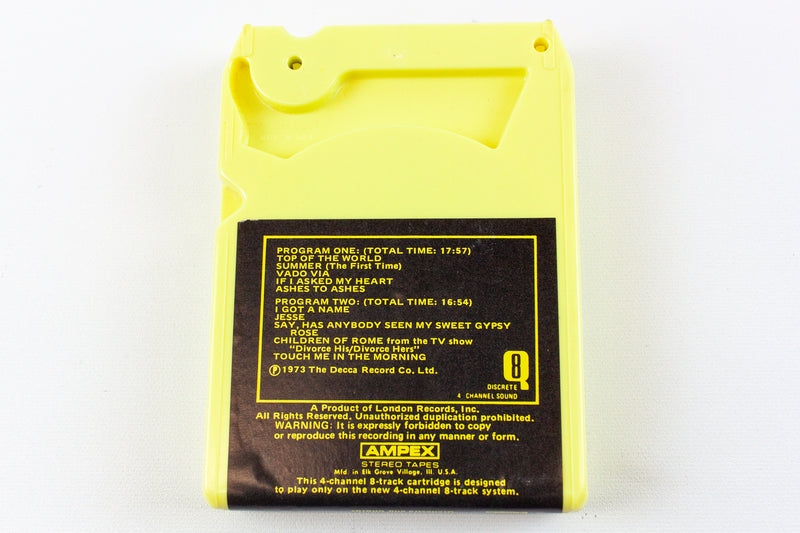 PROGRAM ONE: (TOTAL TIME: 17:57)
TOP OF THE WORLD
SUMMER (The First Time)
VADO VIA
IF I ASKED MY HEART
ASHES TO ASHES
PROGRAM TWO: (TOTAL TIME: 16:54)
I GOT A NAME
JESSE
SAY, HAS ANYBODY SEEN MY SWEET GYPSY
ROSE
CHILDREN OF ROME from the TV show
"Divorce His/Divorce Hers"
TOUCH ME IN THE MORNING
Ⓟ1973 The Decca Record Co. Ltd.
Q8
DISCRETE
4 CHANNEL SOUND
A Product of London Records, Inc.
All Rights Reserved. Unauthorized duplication prohibited.
WARNING: It is expressly forbidden to copy
or reproduce this recording in any manner or form.
AMPEX
STEREO TAPES
Mfd. in Elk Grove Village, Ill. U.S.A.
This 4-channel 8-track cartridge is designed
to play only on the new 4-channel 8-track system.